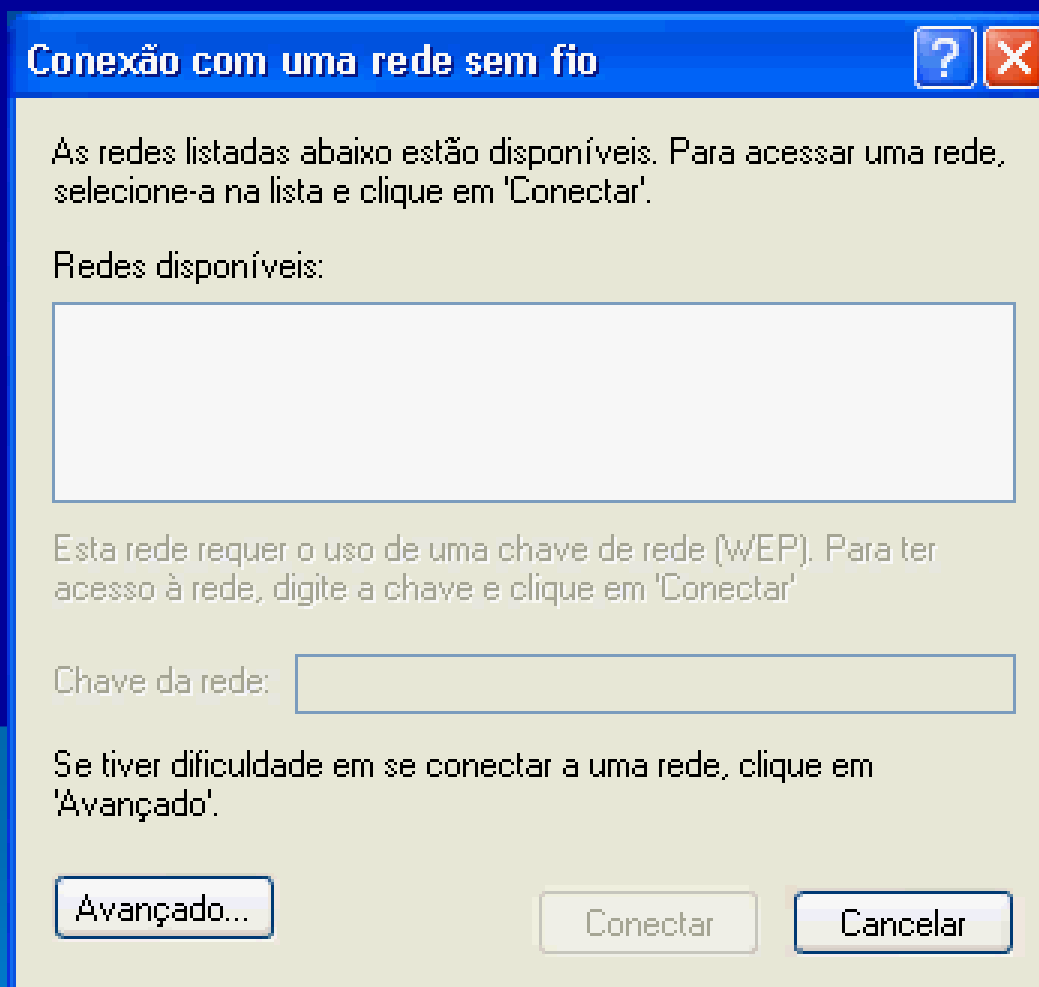 Conexão com uma rede sem fio
?
As redes listadas abaixo estão disponíveis. Para acessar uma rede,
selecione-a na lista e clique em 'Conectar'.
Redes disponíveis:
Esta rede requer o uso de uma chave de rede (WEP). Para ter
acesso à rede, digite a chave e clique em 'Conectar'
Chave da rede:
Se tiver dificuldade em se conectar a uma rede, clique em
'Avançado'.
Avançado...
Conectar
Cancelar